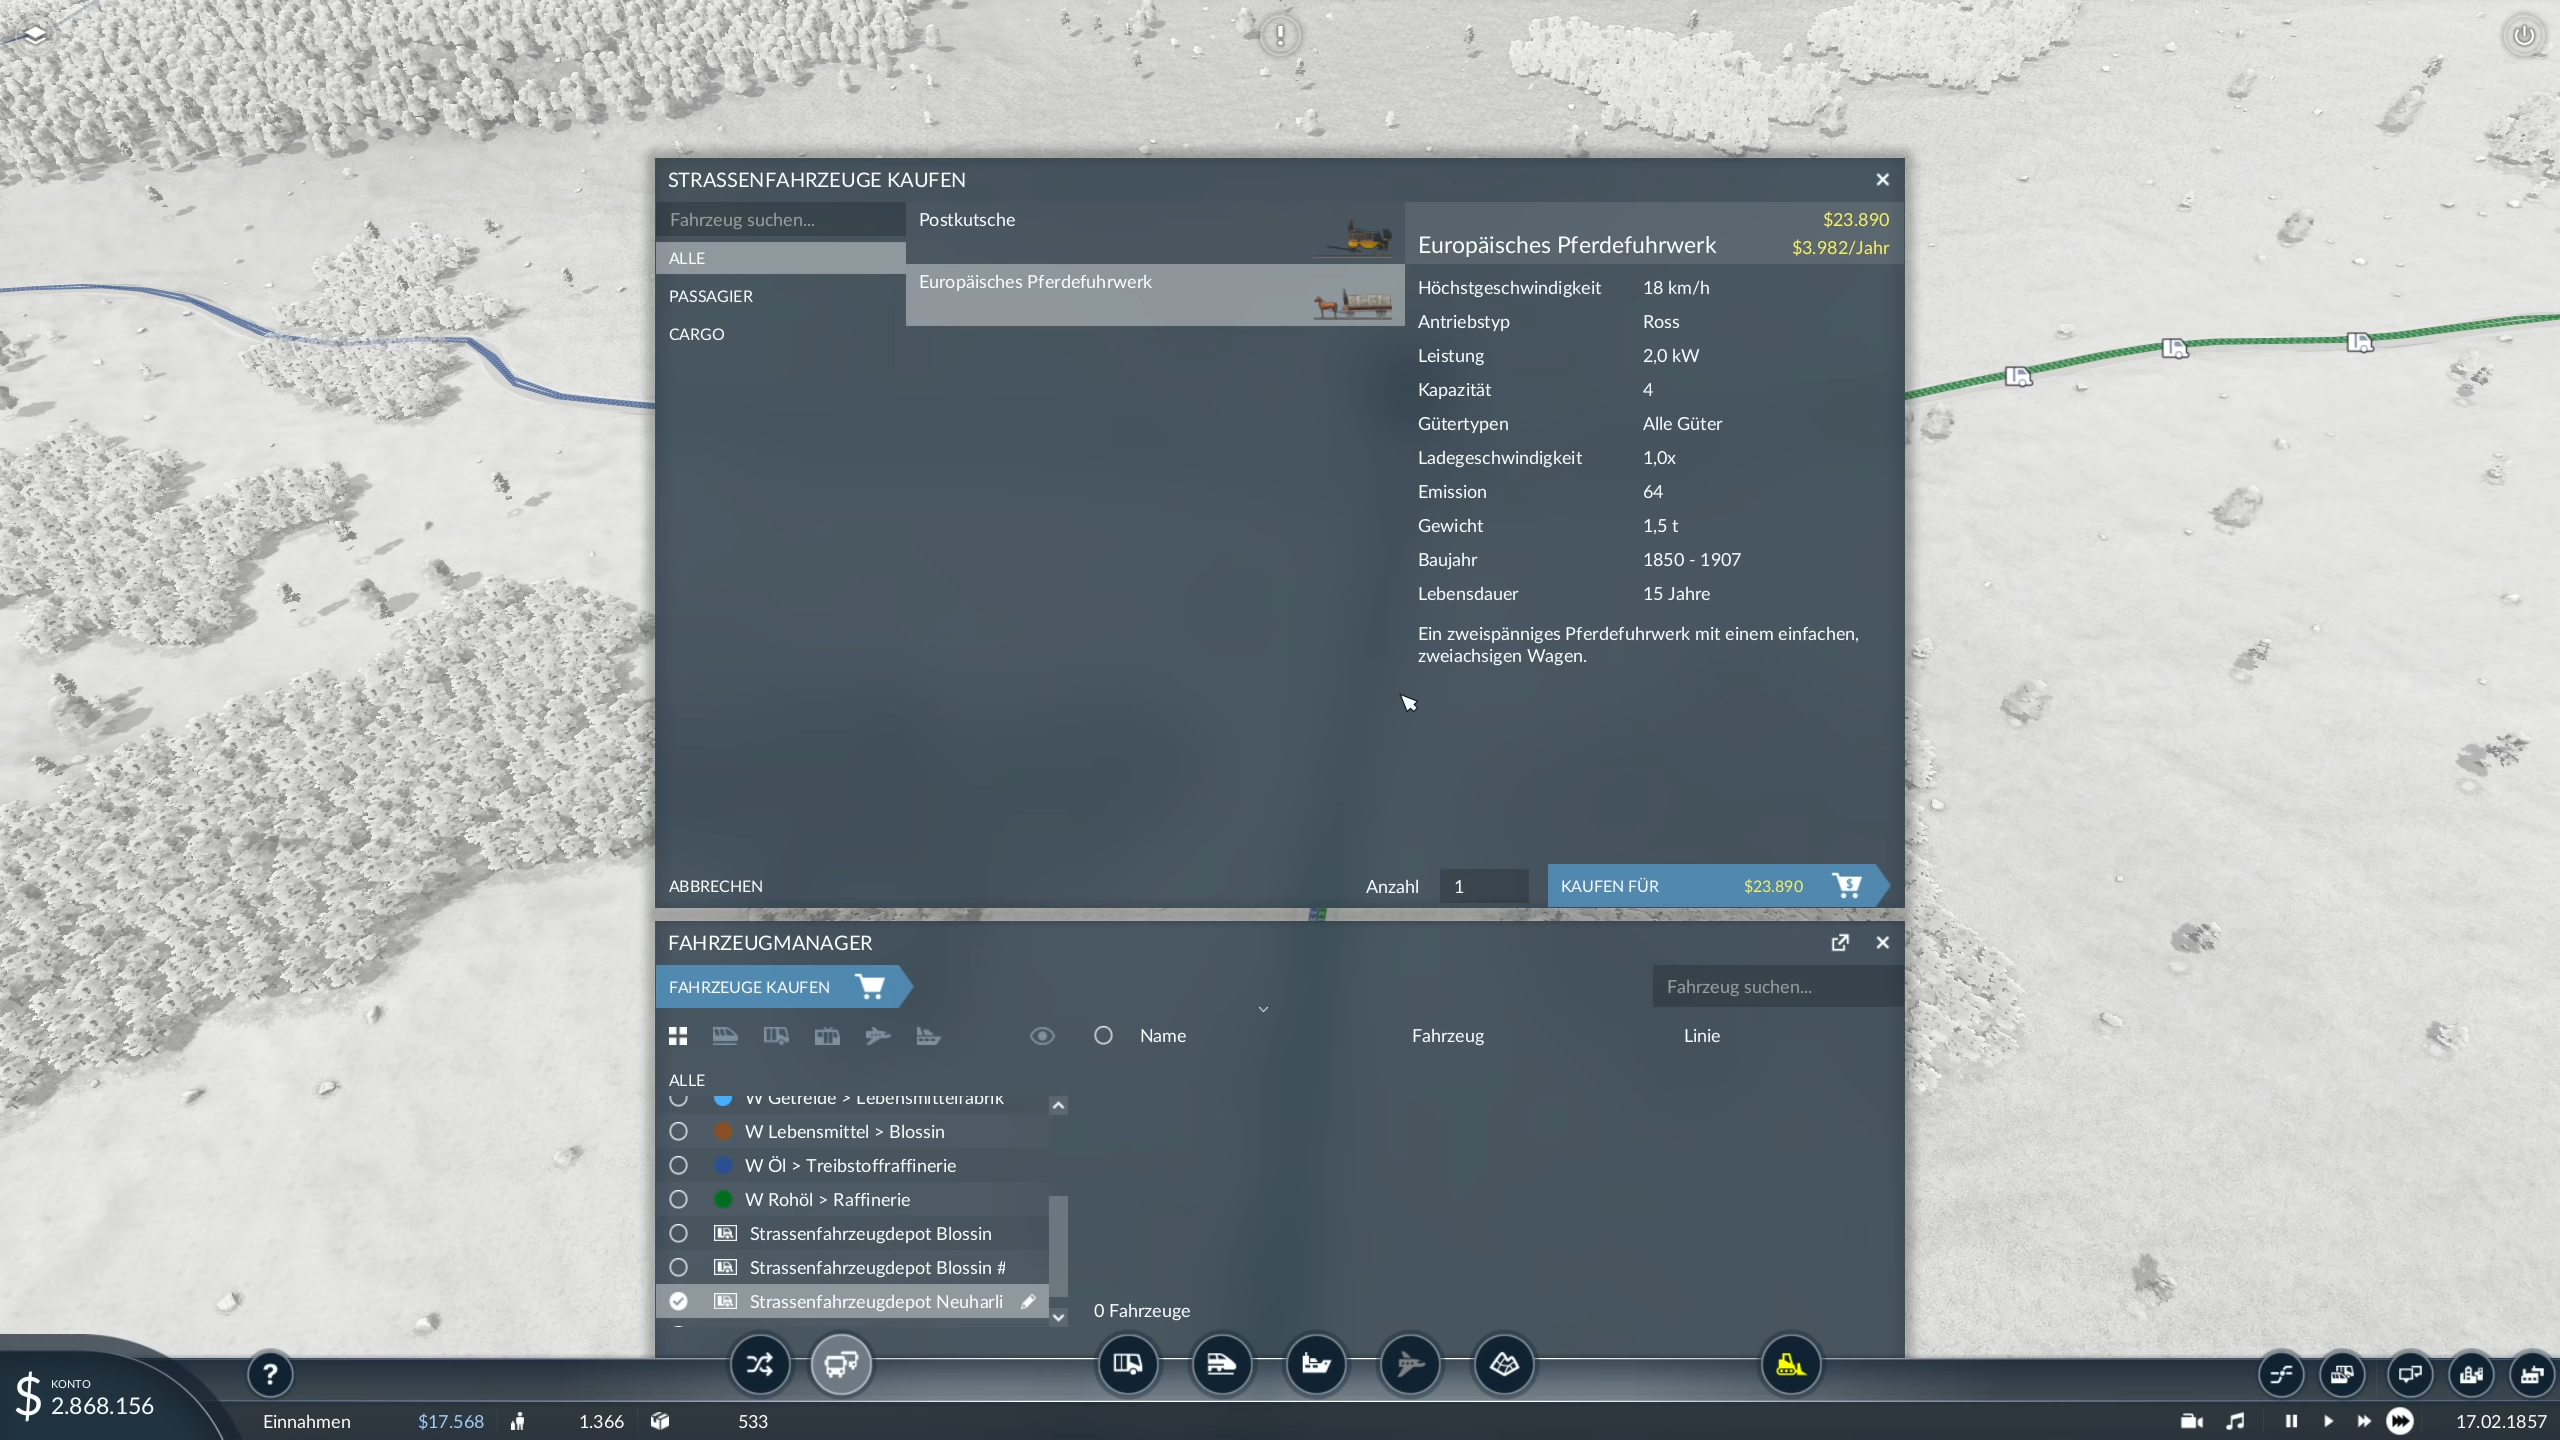 STRASSENFAHRZEUGE KAUFEN
Fahrzeug suchen...
ALLE
PASSAGIER
CARGO
Postkutsche
Europäisches Pferdefuhrwerk
$23.890
Europäisches Pferdefuhrwerk
$3.982/Jahr
Höchstgeschwindigkeit 18 km/h
Antriebstyp Ross
Leistung 2,0 kW
Kapazität 4
Gütertypen Alle Güter
Ladegeschwindigkeit 1,0x
Emission 64
Gewicht 1,5 t
Baujahr 1850 - 1907
Lebensdauer 15 Jahre
Ein zweispänniges Pferdefuhrwerk mit einem einfachen,
zweiachsigen Wagen.
ABBRECHEN
Anzahl 1
KAUFEN FÜR $23.890
FAHRZEUGMANAGER
FAHRZEUGE KAUFEN
Fahrzeug suchen...
Name Fahrzeug Linie
ALLE
W Getreide > Lebensmittelfabrik
W Lebensmittel > Blossin
W Öl > Treibstoffraffinerie
W Rohöl > Raffinerie
Strassenfahrzeugdepot Blossin
Strassenfahrzeugdepot Blossin #
Strassenfahrzeugdepot Neuharli
0 Fahrzeuge
$ KONTO
2.868.156
?
Einnahmen $17.568 1.366 533
17.02.1857